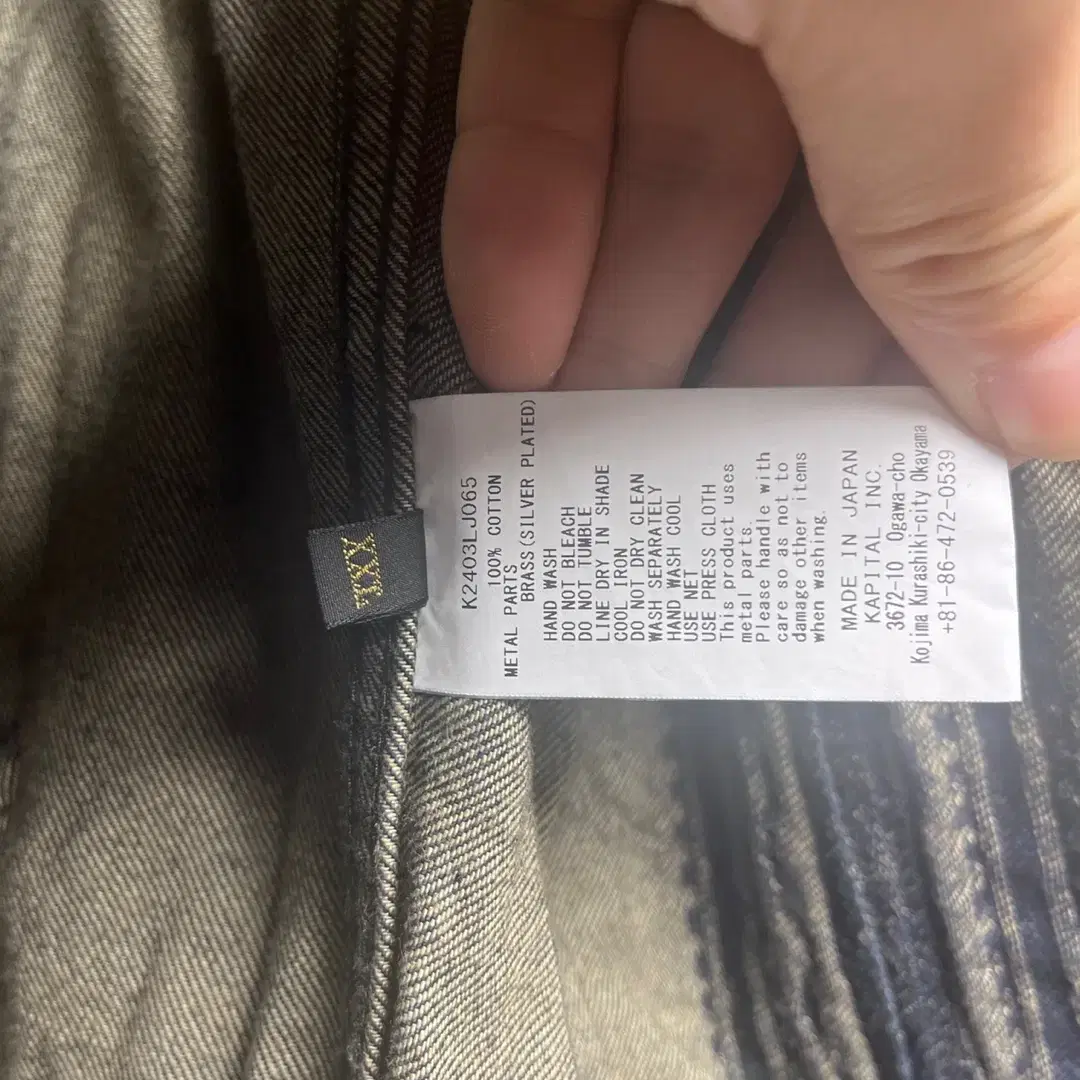 XXL
K2403LJ065
100% COTTON
METAL PARTS
BRASS(SILVER PLATED)
HAND WASH
DO NOT BLEACH
DO NOT TUMBLE
LINE DRY IN SHADE
COOL IRON
DO NOT DRY CLEAN
WASH SEPARATELY
HAND WASH COOL
USE NET
USE PRESS CLOTH
This product uses
metal parts.
Please handle with
care so as not to
damage other items
when washing.
MADE IN JAPAN
KAPITAL INC.
3672-10 Ogawa-cho
Kojima Kurashiki-city Okayama
+81-86-472-0539